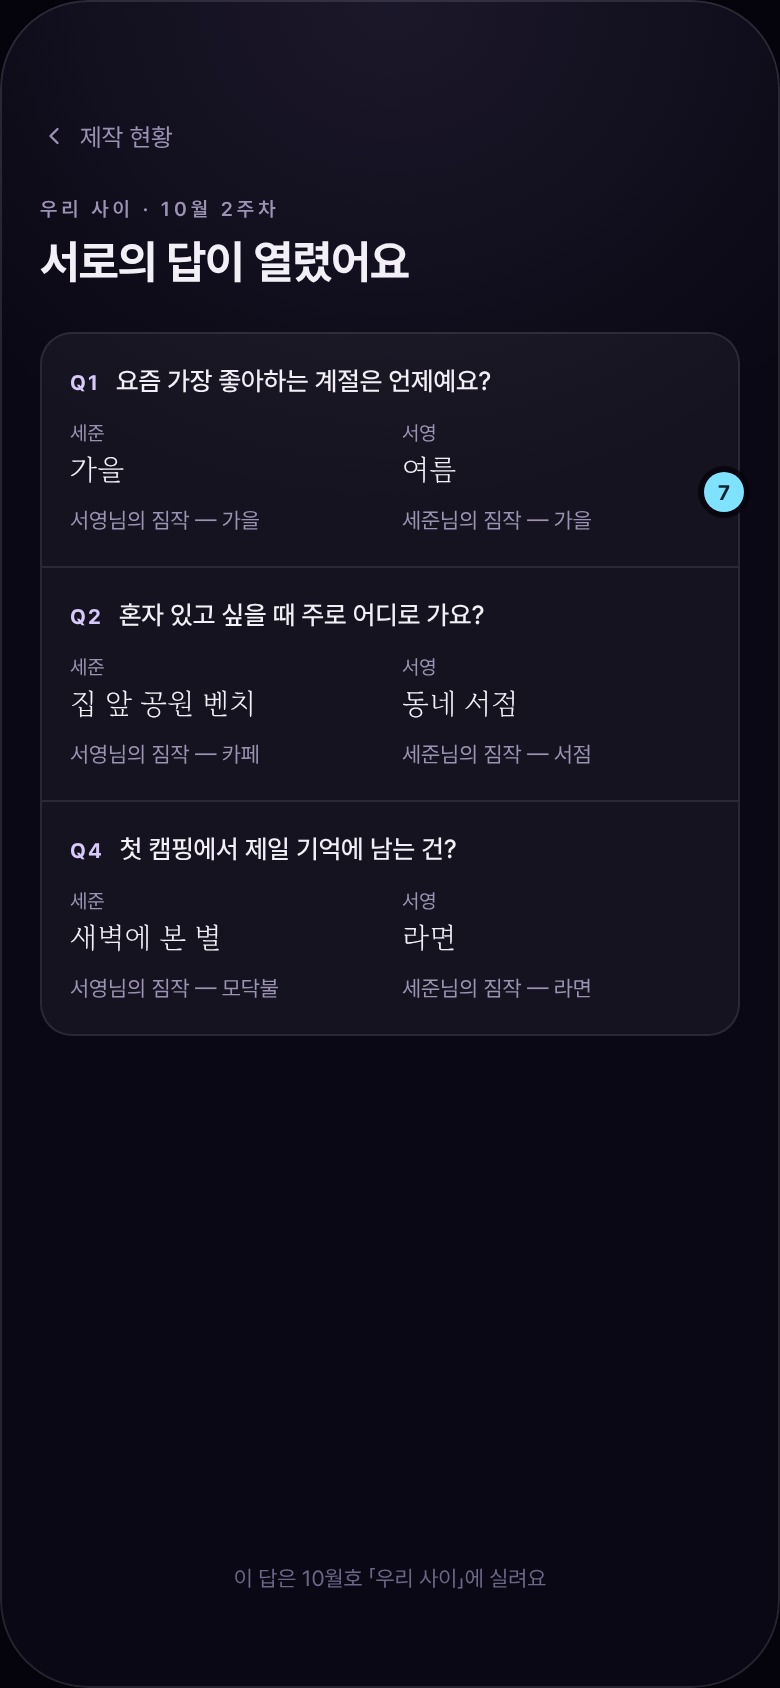 제작 현황
우리 사이 · 10월 2주차
서로의 답이 열렸어요
Q1 요즘 가장 좋아하는 계절은 언제예요?
세준 서영
가을 여름
7
서영님의 짐작 — 가을 세준님의 짐작 — 가을
Q2 혼자 있고 싶을 때 주로 어디로 가요?
세준 서영
집 앞 공원 벤치 동네 서점
서영님의 짐작 — 카페 세준님의 짐작 — 서점
Q4 첫 캠핑에서 제일 기억에 남는 건?
세준 서영
새벽에 본 별 라면
서영님의 짐작 — 모닥불 세준님의 짐작 — 라면
이 답은 10월호 「우리 사이」에 실려요